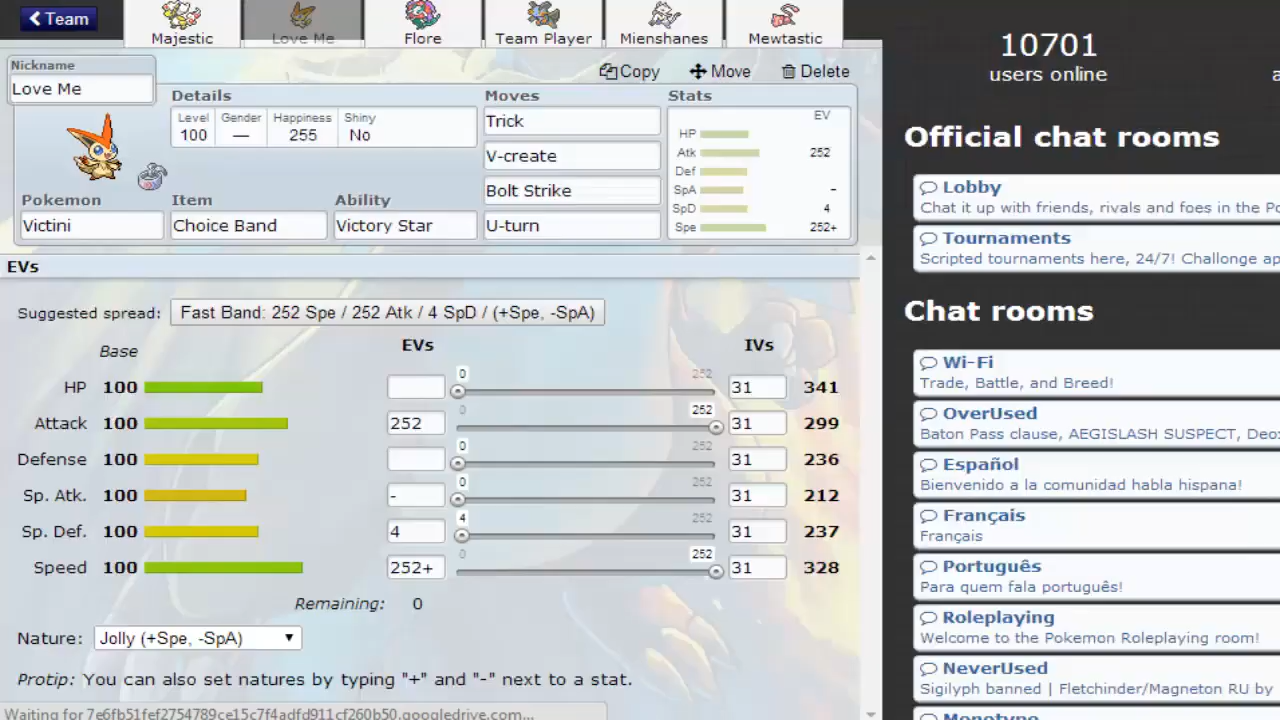 Team
Majestic
Love Me
Flore
Team Player
Mienshanes
Mewtastic
Nickname
Love Me
Copy
Move
Delete
Details
Level
100
Gender
—
Happiness
255
Shiny
No
Pokemon
Victini
Item
Choice Band
Ability
Victory Star
Moves
Trick
V-create
Bolt Strike
U-turn
Stats
EV
HP
Atk 252
Def
SpA -
SpD 4
Spe 252+
EVs
Suggested spread: Fast Band: 252 Spe / 252 Atk / 4 SpD / (+Spe, -SpA)
Base EVs IVs
0 252
HP 100 31 341
0 252
Attack 100 252 31 299
0 252
Defense 100 31 236
0 252
Sp. Atk. 100 - 31 212
4 252
Sp. Def. 100 4 31 237
0 252
Speed 100 252+ 31 328
Remaining: 0
Nature: Jolly (+Spe, -SpA)
Protip: You can also set natures by typing "+" and "-" next to a stat.
10701
users online
Official chat rooms
Lobby
Chat it up with friends, rivals and foes in the Po
Tournaments
Scripted tournaments here, 24/7! Challonge ap
Chat rooms
Wi-Fi
Trade, Battle, and Breed!
OverUsed
Baton Pass clause, AEGISLASH SUSPECT, Deo
Español
Bienvenido a la comunidad habla hispana!
Français
Français
Português
Para quem fala português!
Roleplaying
Welcome to the Pokemon Roleplaying room!
NeverUsed
Sigilyph banned | Fletchinder/Magneton RU by
Monotype
Waiting for 7e6fb51fef2754789ce15c7f4adfd911cf260b50.googledrive.com...